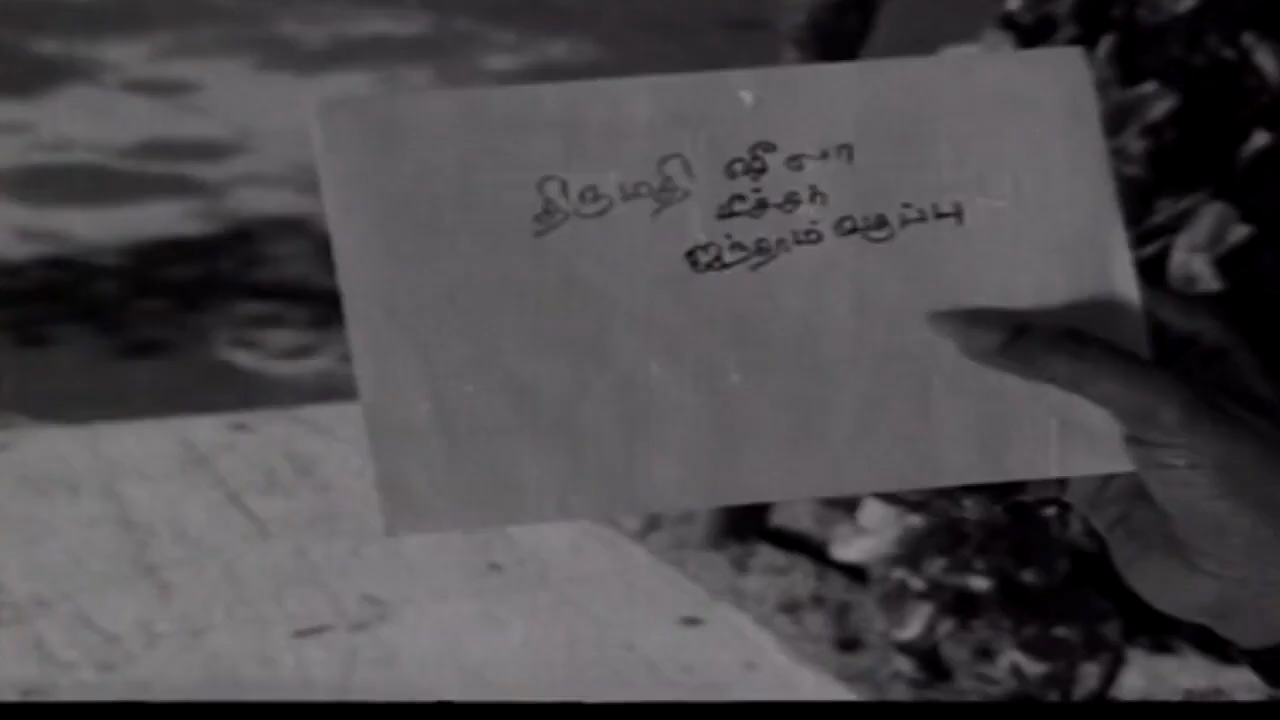 திருமதி ஷீலா
டீச்சர்
ஐந்தாம் வகுப்பு